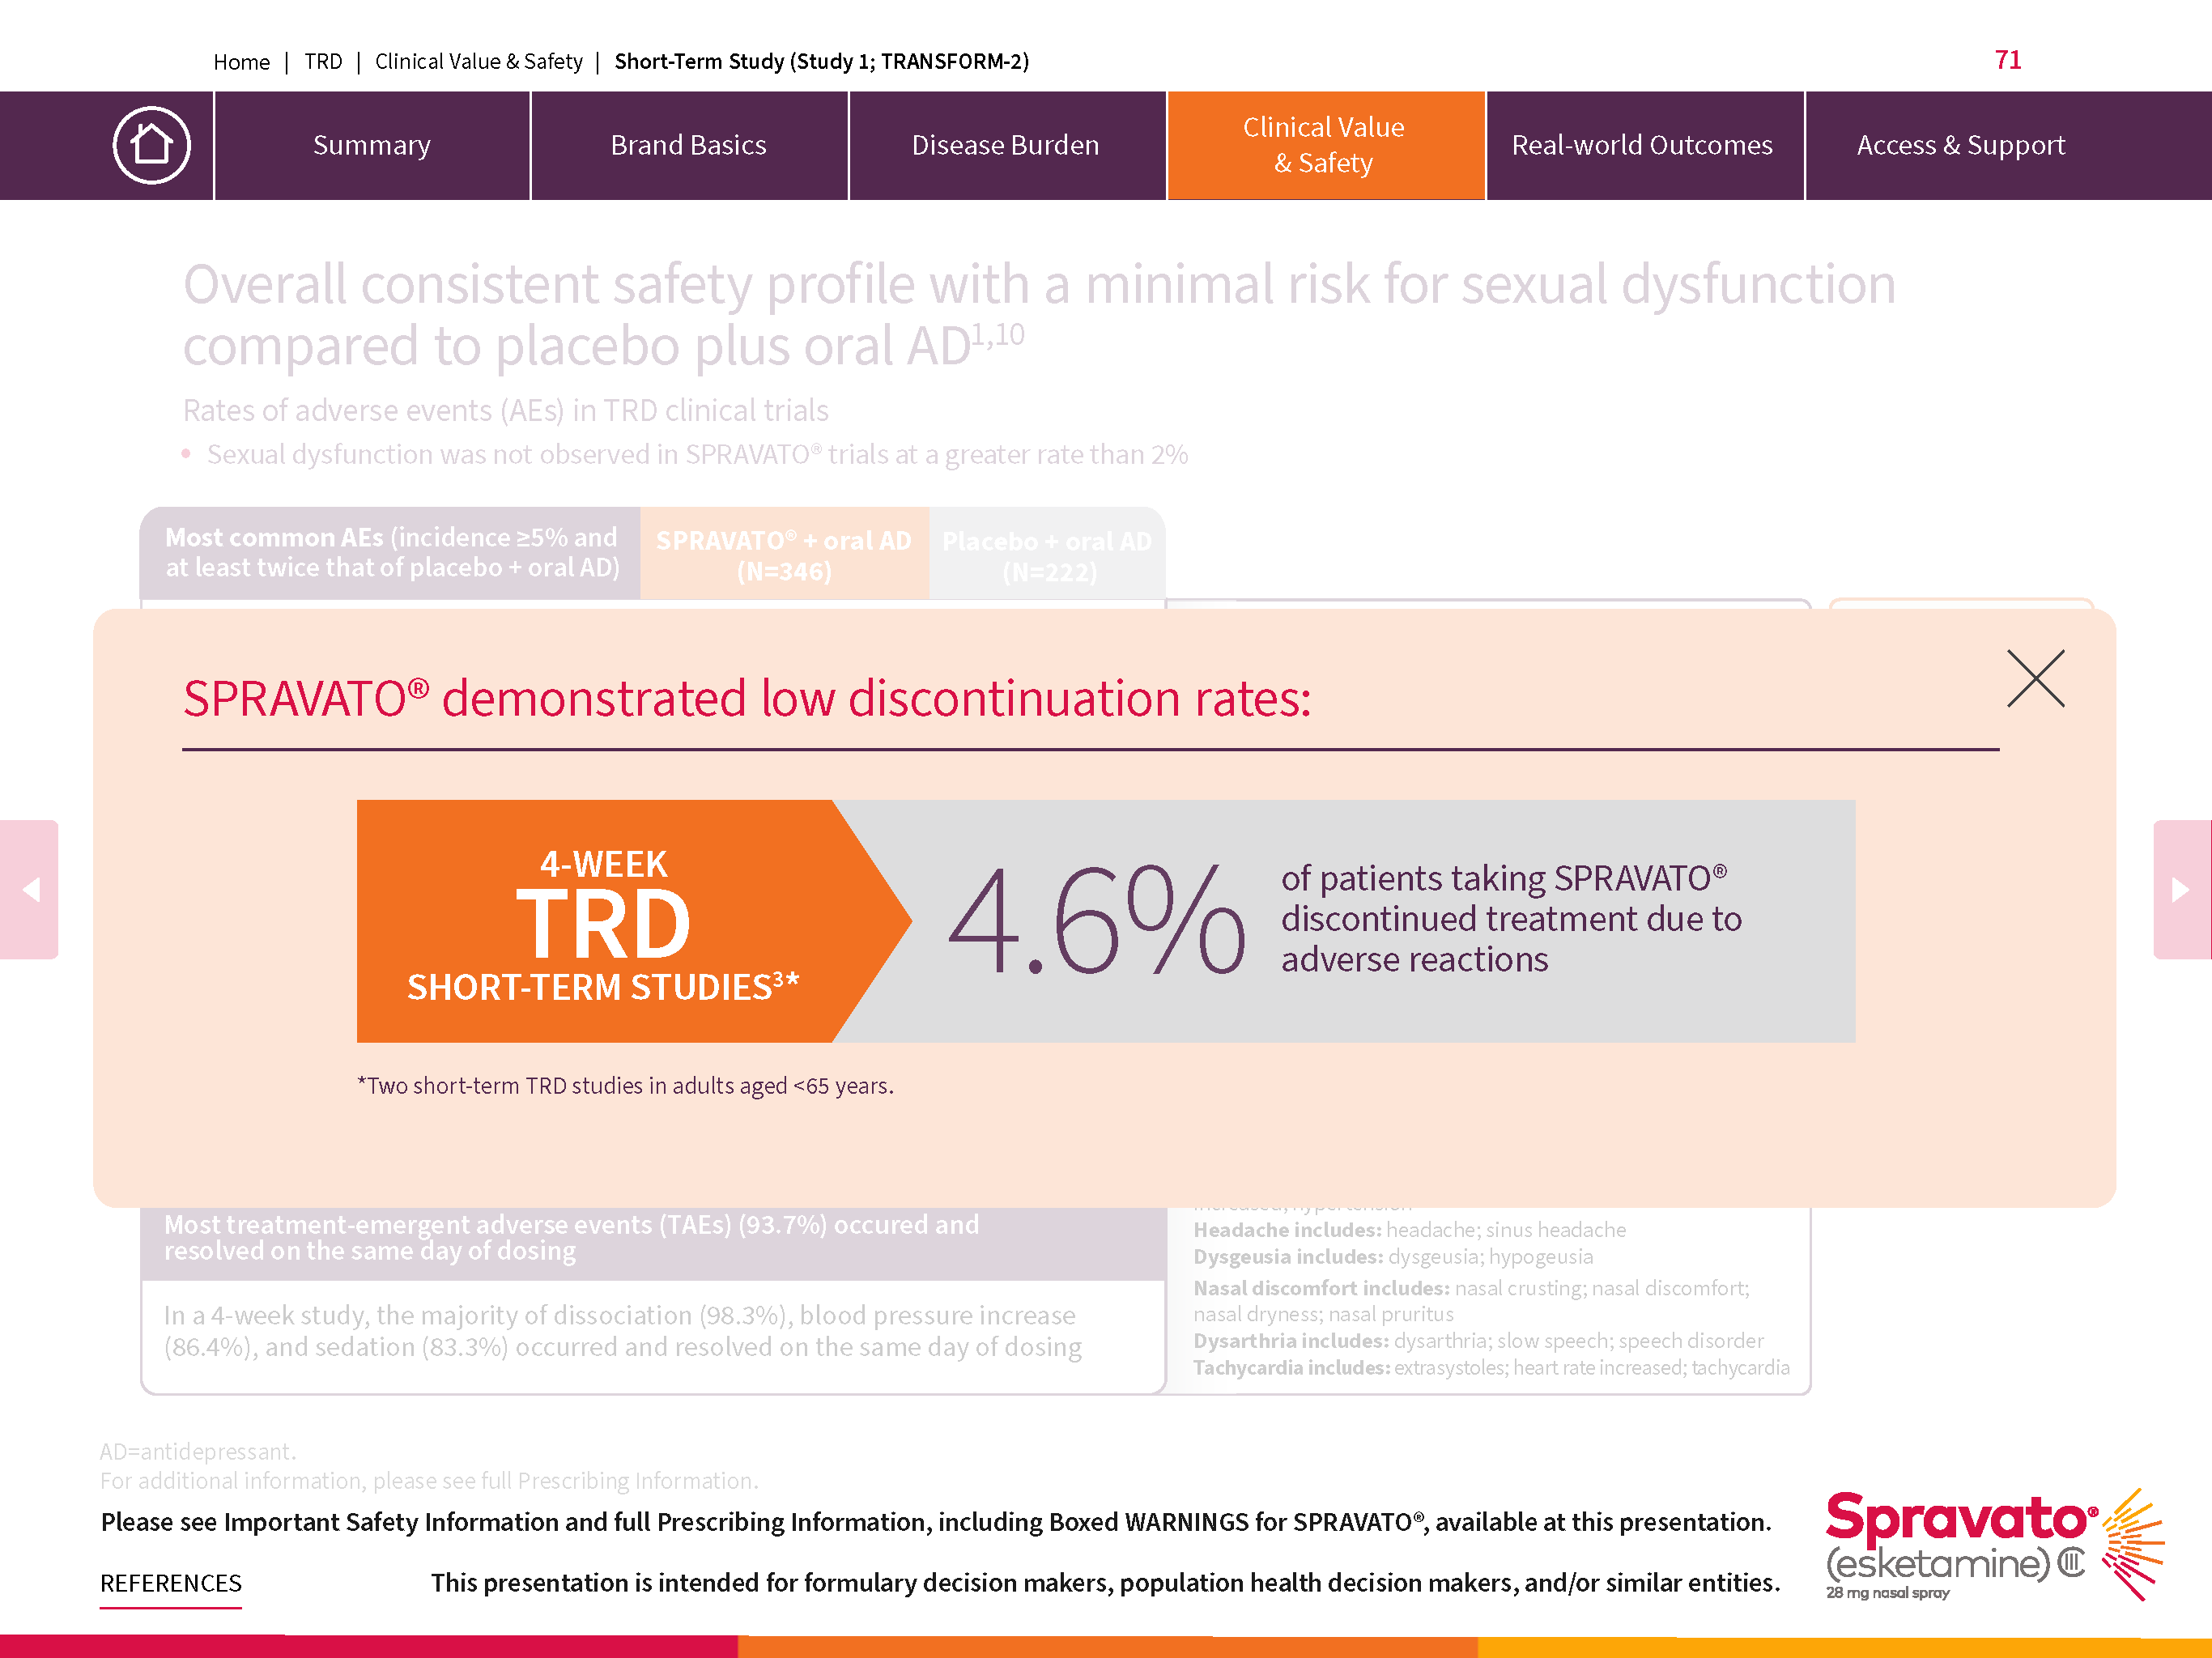 Home | TRD | Clinical Value & Safety | Short-Term Study (Study 1; TRANSFORM-2)
71
Summary
Brand Basics
Disease Burden
Clinical Value
& Safety
Real-world Outcomes
Access & Support
Overall consistent safety profile with a minimal risk for sexual dysfunction
compared to placebo plus oral AD1,10
Rates of adverse events (AEs) in TRD clinical trials
• Sexual dysfunction was not observed in SPRAVATO® trials at a greater rate than 2%
Most common AEs (incidence ≥5% and
at least twice that of placebo + oral AD)
SPRAVATO® + oral AD
(N=346)
Placebo + oral AD
(N=222)
SPRAVATO® demonstrated low discontinuation rates:
4-WEEK
TRD
SHORT-TERM STUDIES3*
4.6%
of patients taking SPRAVATO®
discontinued treatment due to
adverse reactions
*Two short-term TRD studies in adults aged <65 years.
Most treatment-emergent adverse events (TAEs) (93.7%) occured and
resolved on the same day of dosing
In a 4-week study, the majority of dissociation (98.3%), blood pressure increase
(86.4%), and sedation (83.3%) occurred and resolved on the same day of dosing
increased; hypertension
Headache includes: headache; sinus headache
Dysgeusia includes: dysgeusia; hypogeusia
Nasal discomfort includes: nasal crusting; nasal discomfort;
nasal dryness; nasal pruritus
Dysarthria includes: dysarthria; slow speech; speech disorder
Tachycardia includes: extrasystoles; heart rate increased; tachycardia
AD=antidepressant.
For additional information, please see full Prescribing Information.
Please see Important Safety Information and full Prescribing Information, including Boxed WARNINGS for SPRAVATO®, available at this presentation.
REFERENCES
This presentation is intended for formulary decision makers, population health decision makers, and/or similar entities.
Spravato®
(esketamine) CIII
28 mg nasal spray